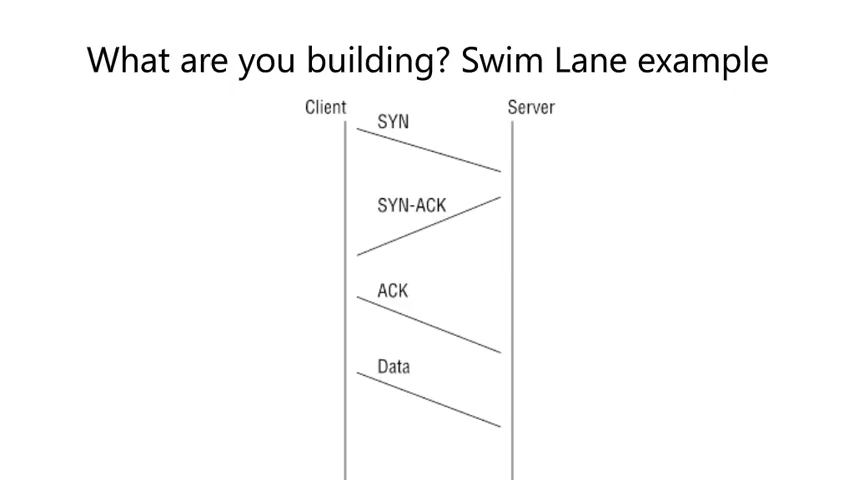 What are you building? Swim Lane example
Client
Server
SYN
SYN-ACK
ACK
Data